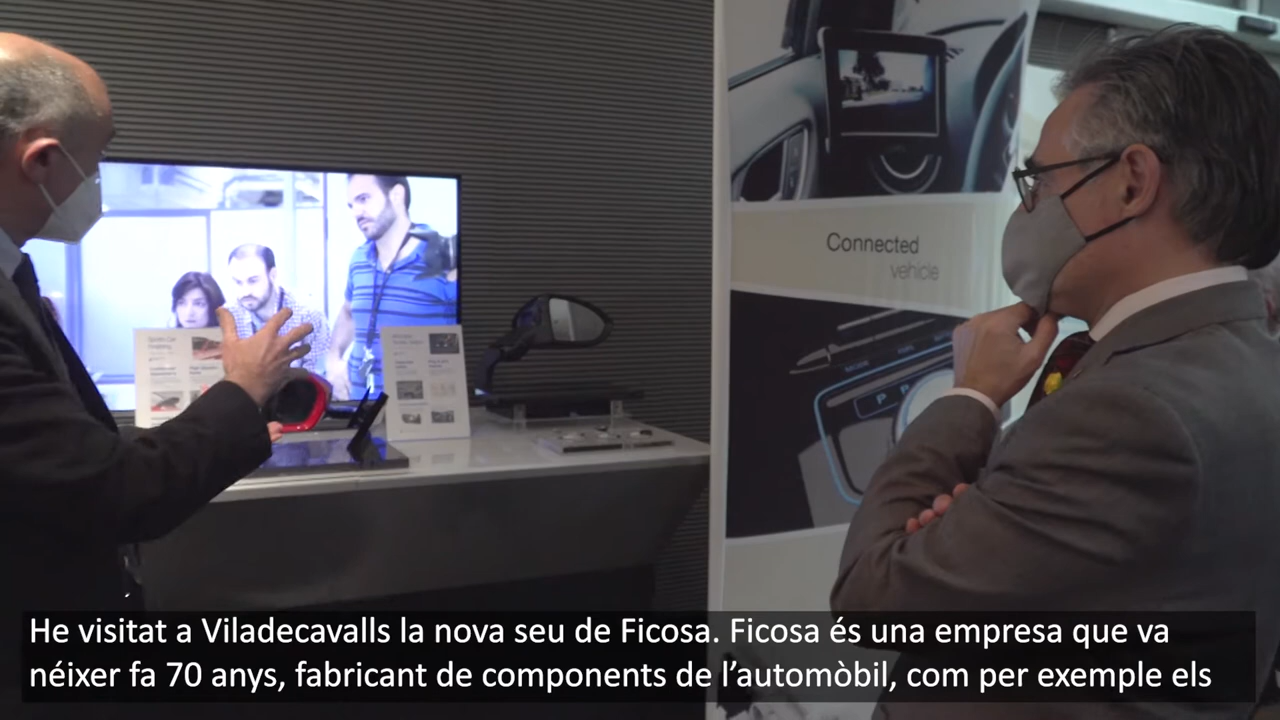 Connected
vehicle
He visitat a Viladecavalls la nova seu de Ficosa. Ficosa és una empresa que va
néixer fa 70 anys, fabricant de components de l’automòbil, com per exemple els